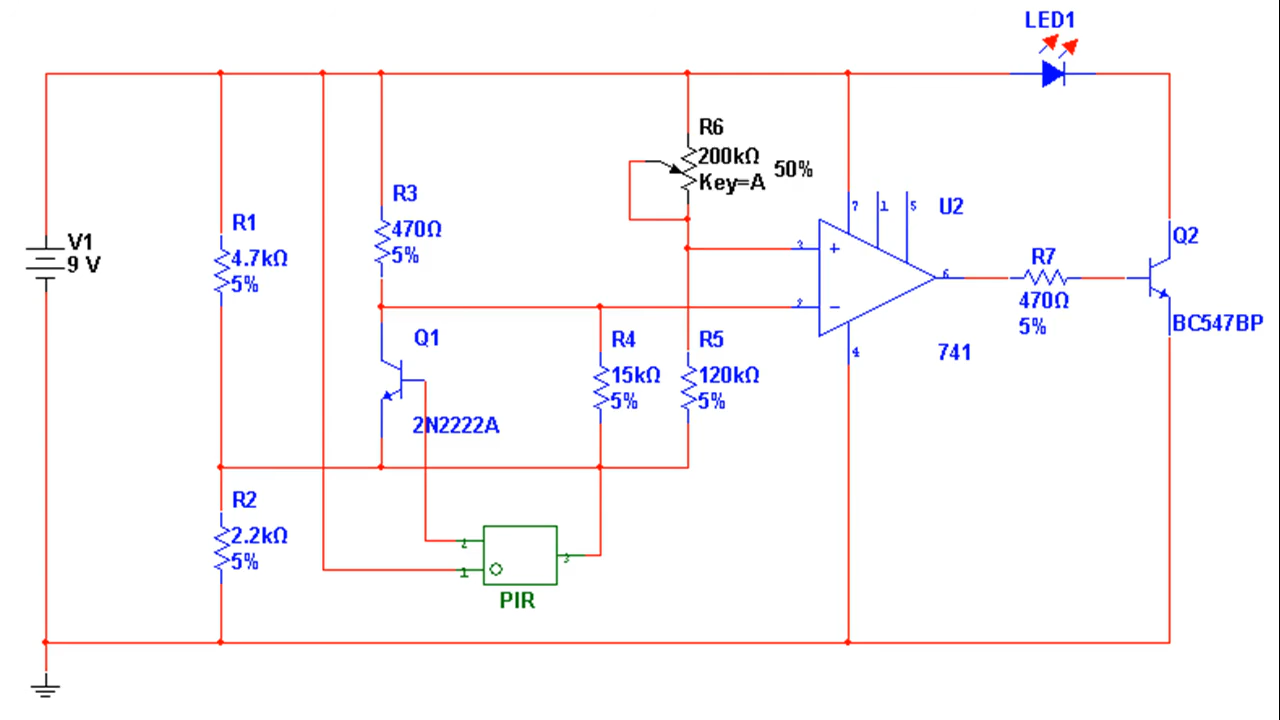 LED1
R6
200kΩ
50%
Key=A
R3
470Ω
5%
R1
4.7kΩ
5%
V1
9 V
7
1
5
U2
3
+
2
−
6
4
741
R7
470Ω
5%
Q2
BC547BP
Q1
2N2222A
R4
15kΩ
5%
R5
120kΩ
5%
R2
2.2kΩ
5%
2
1
3
PIR